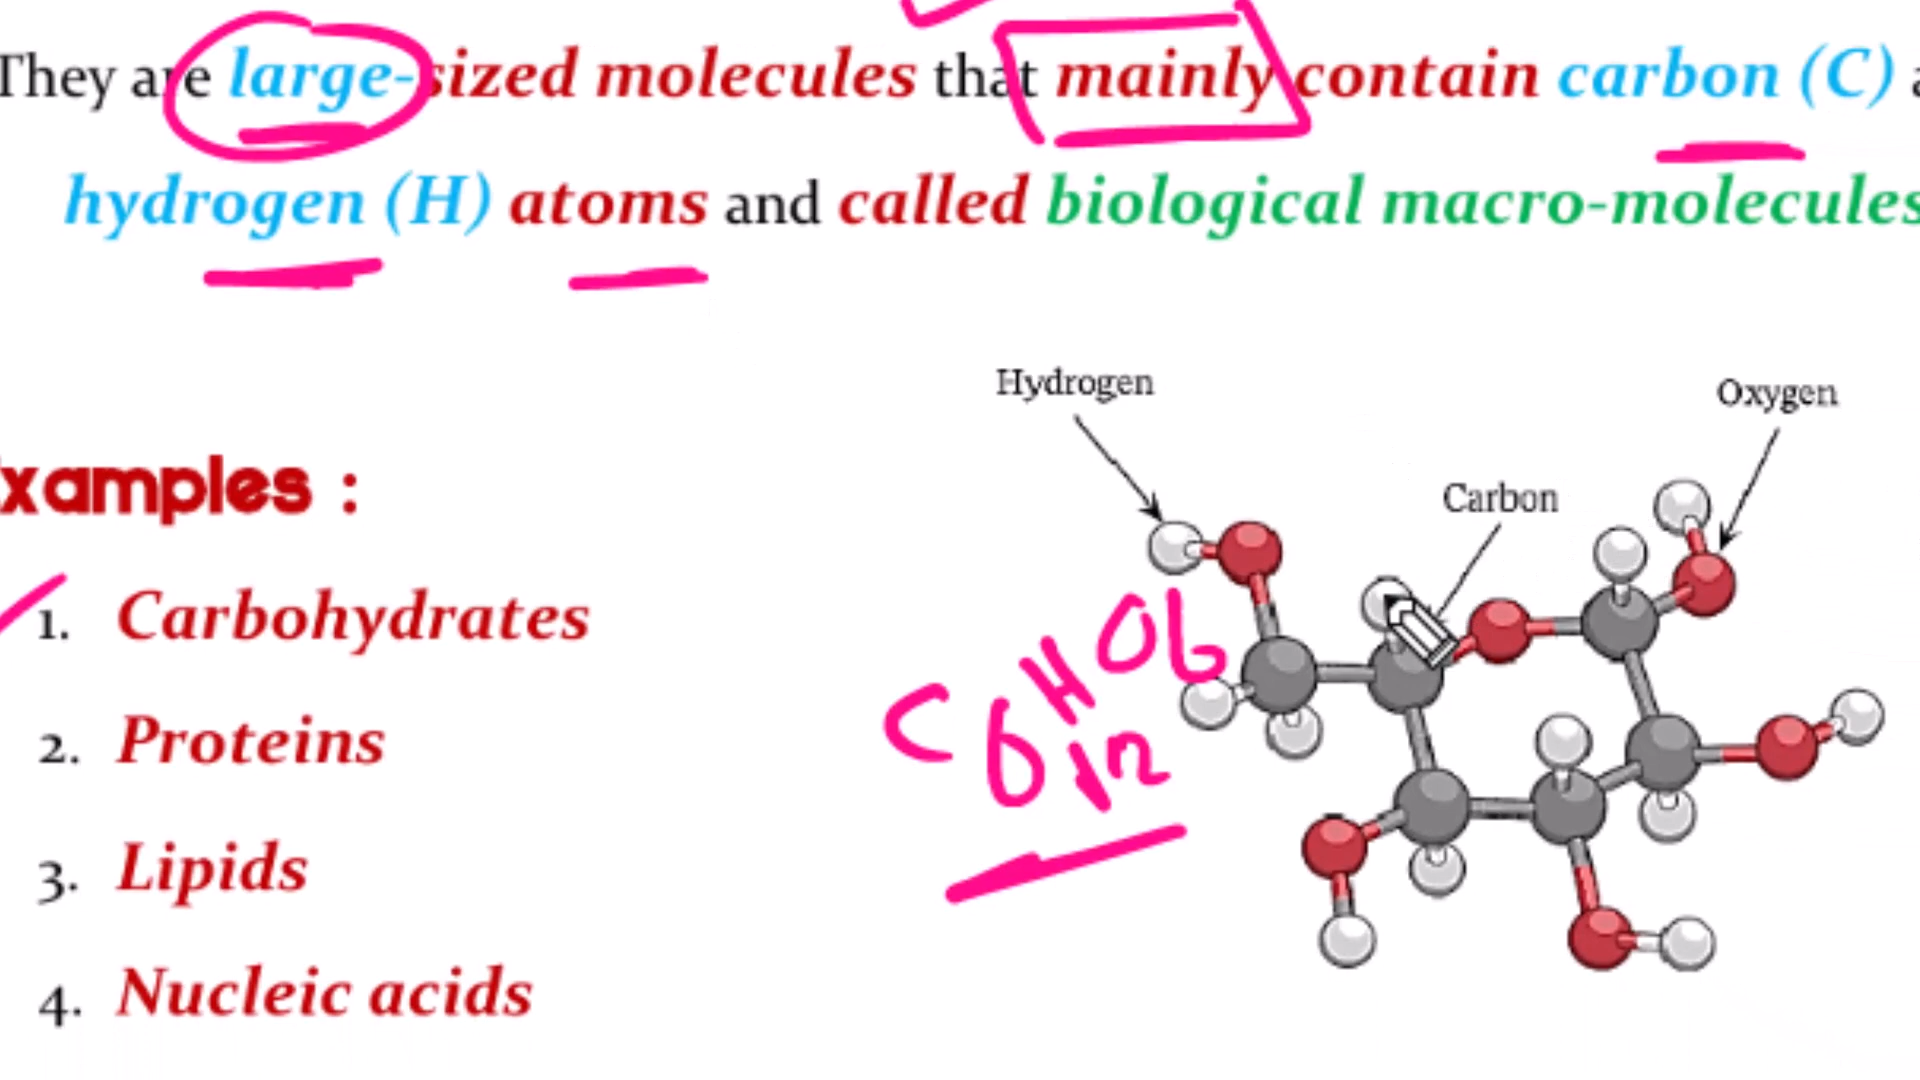 They are large-sized molecules that mainly contain carbon (C) a
hydrogen (H) atoms and called biological macro-molecules
Hydrogen
Oxygen
Carbon
xamples :
1. Carbohydrates
2. Proteins
3. Lipids
4. Nucleic acids
C6H12O6